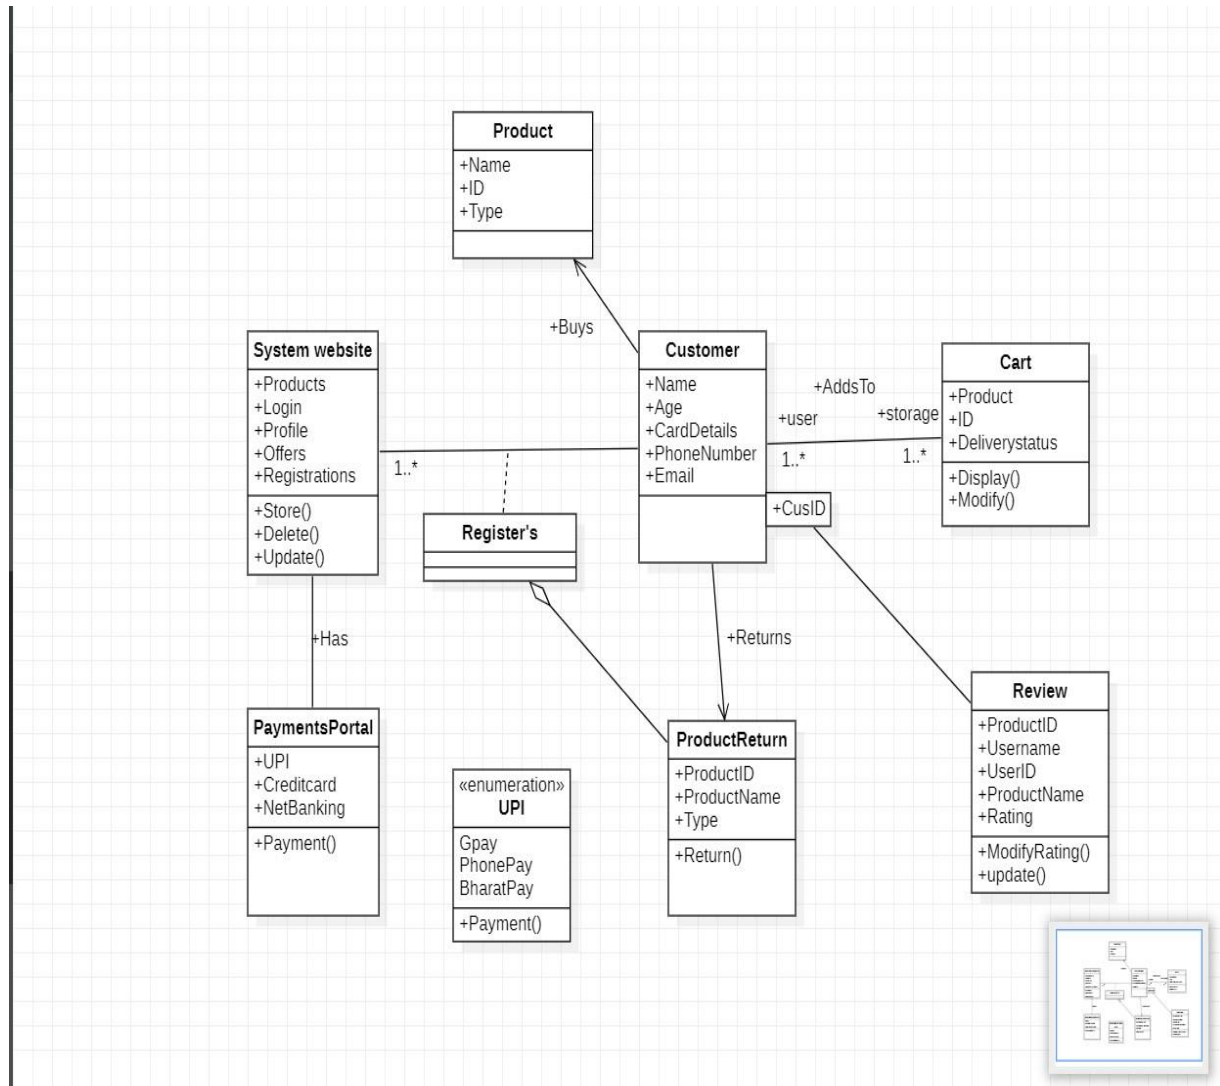 Product
+Name
+ID
+Type
+Buys
System website
+Products
+Login
+Profile
+Offers
+Registrations
+Store()
+Delete()
+Update()
1..*
Customer
+Name
+Age
+CardDetails
+PhoneNumber
+Email
+AddsTo
+user
+storage
1..*
1..*
Cart
+Product
+ID
+Deliverystatus
+Display()
+Modify()
+CusID
Register's
+Has
+Returns
PaymentsPortal
+UPI
+Creditcard
+NetBanking
+Payment()
«enumeration»
UPI
Gpay
PhonePay
BharatPay
+Payment()
ProductReturn
+ProductID
+ProductName
+Type
+Return()
Review
+ProductID
+Username
+UserID
+ProductName
+Rating
+ModifyRating()
+update()